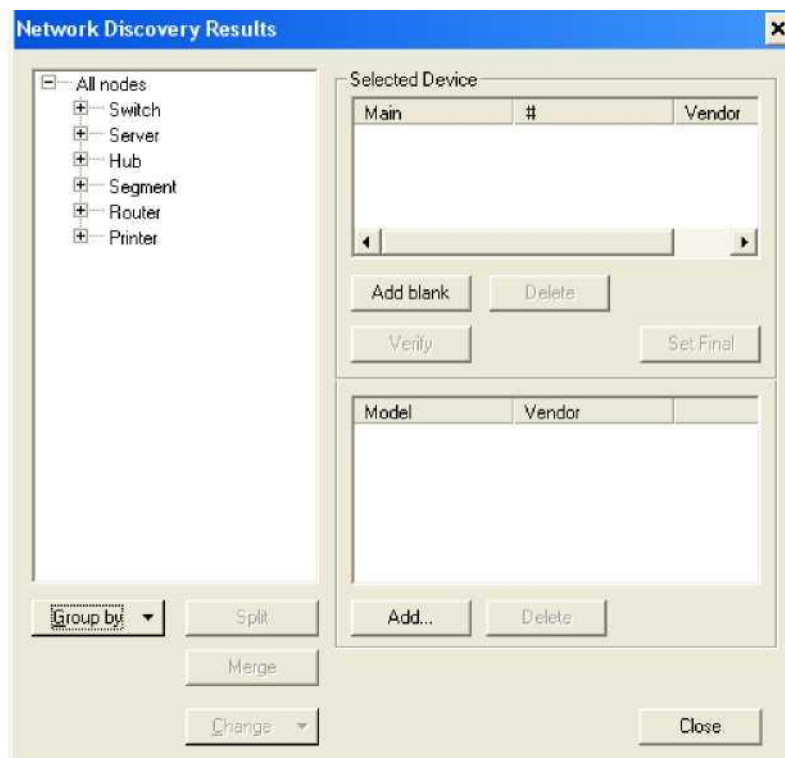 Network Discovery Results
All nodes
Switch
Server
Hub
Segment
Router
Printer
Group by
Split
Merge
Change
Selected Device
Main # Vendor
Add blank Delete
Verify Set Final
Model Vendor
Add... Delete
Close